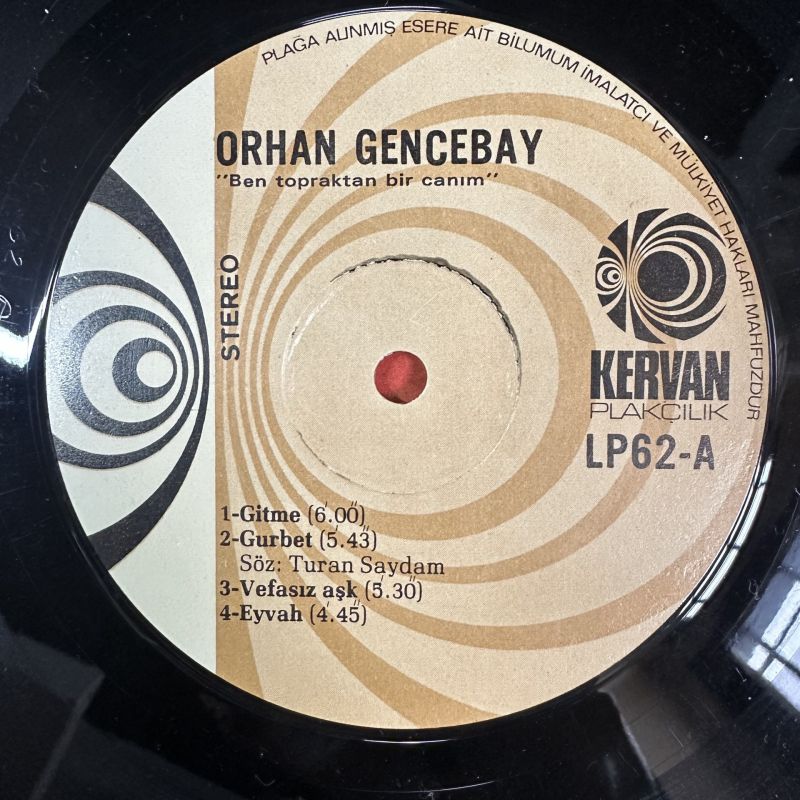 PLAĞA ALINMIŞ ESERE AİT BİLUMUM İMALATÇI VE MÜLKİYET HAKLARI MAHFUZDUR
ORHAN GENCEBAY
"Ben topraktan bir canım"
STEREO
KERVAN
PLAKÇILIK
LP62-A
1-Gitme (6.'00")
2-Gurbet (5.'43")
Söz: Turan Saydam
3-Vefasız aşk (5.'30")
4-Eyvah (4.'45")
62